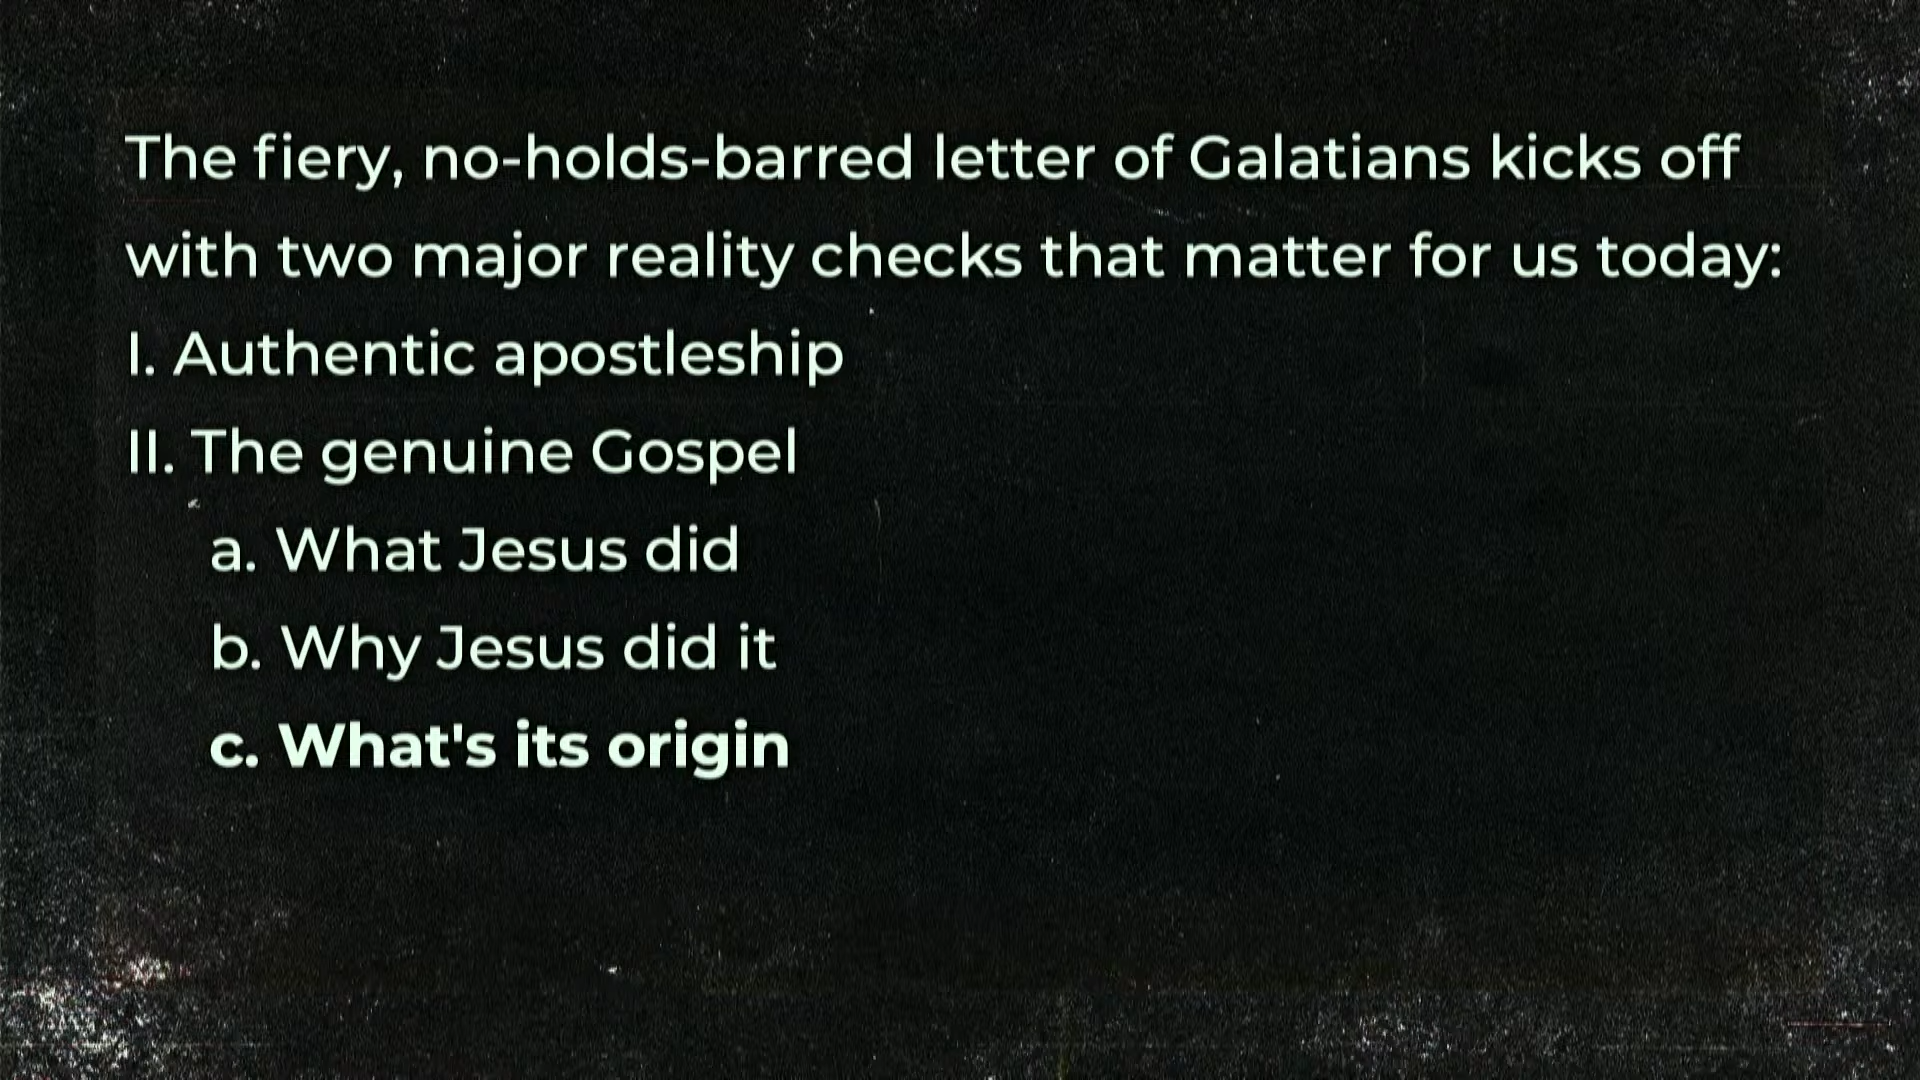 The fiery, no-holds-barred letter of Galatians kicks off
with two major reality checks that matter for us today:
I. Authentic apostleship
II. The genuine Gospel
a. What Jesus did
b. Why Jesus did it
c. What's its origin